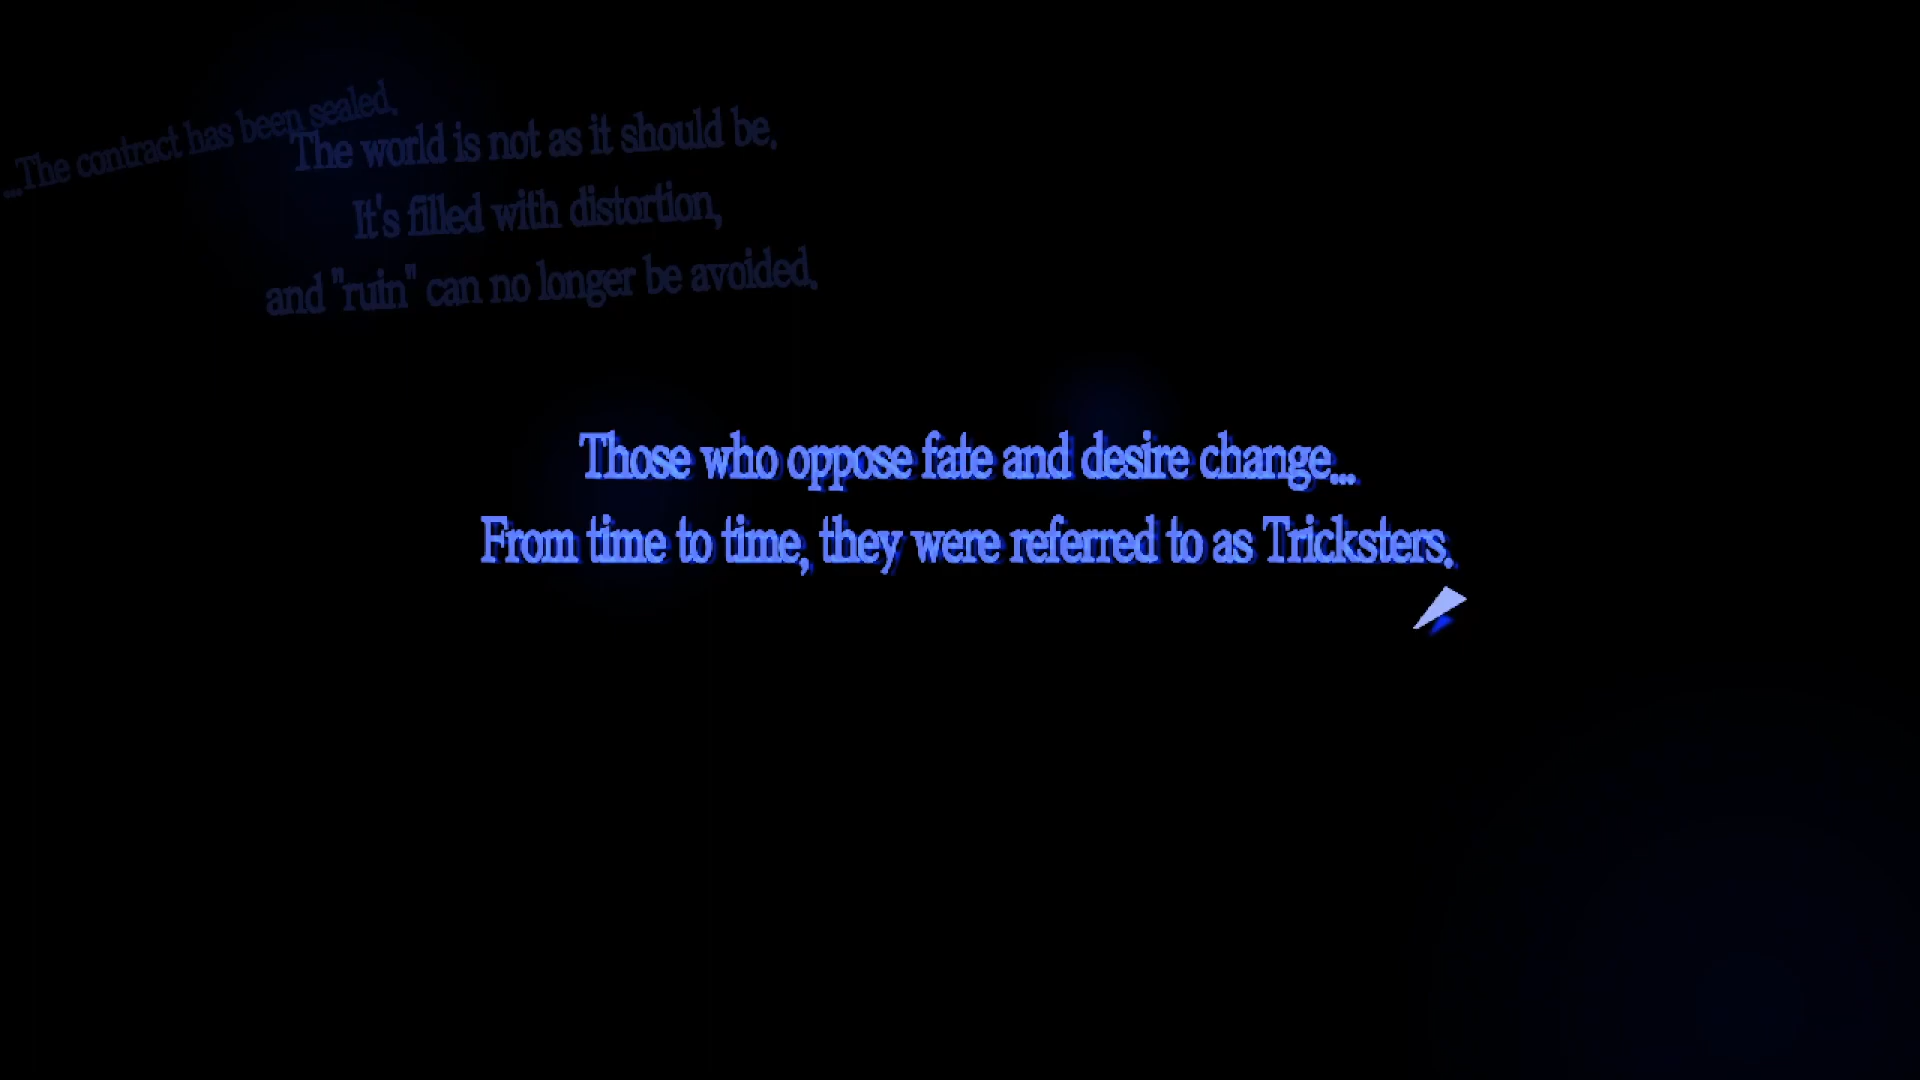 ...The contract has been sealed.
The world is not as it should be.
It's filled with distortion,
and "ruin" can no longer be avoided.
Those who oppose fate and desire change...
From time to time, they were referred to as Tricksters.